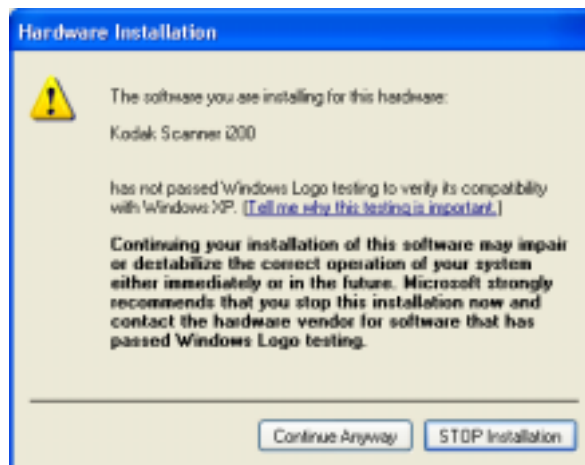 Hardware Installation
The software you are installing for this hardware:
Kodak Scanner i200
has not passed Windows Logo testing to verify its compatibility
with Windows XP. (Tell me why this testing is important.)
Continuing your installation of this software may impair
or destabilize the correct operation of your system
either immediately or in the future. Microsoft strongly
recommends that you stop this installation now and
contact the hardware vendor for software that has
passed Windows Logo testing.
Continue Anyway
STOP Installation